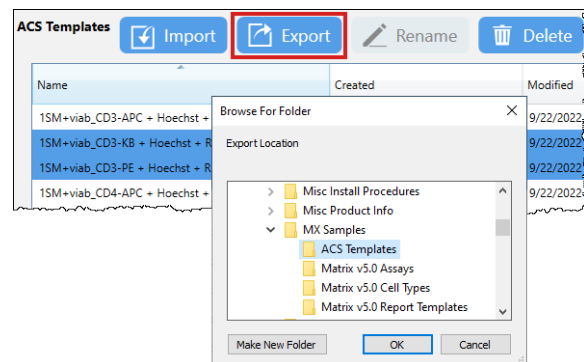 ACS Templates
Import
Export
Rename
Delete
Name
Created
Modified
1SM+viab_CD3-APC + Hoechst +
9/22/2022
1SM+viab_CD3-KB + Hoechst + R
9/22/2022
1SM+viab_CD3-PE + Hoechst + R
9/22/2022
1SM+viab_CD4-APC + Hoechst +
9/22/2022
Browse For Folder
Export Location
Misc Install Procedures
Misc Product Info
MX Samples
ACS Templates
Matrix v5.0 Assays
Matrix v5.0 Cell Types
Matrix v5.0 Report Templates
Make New Folder
OK
Cancel